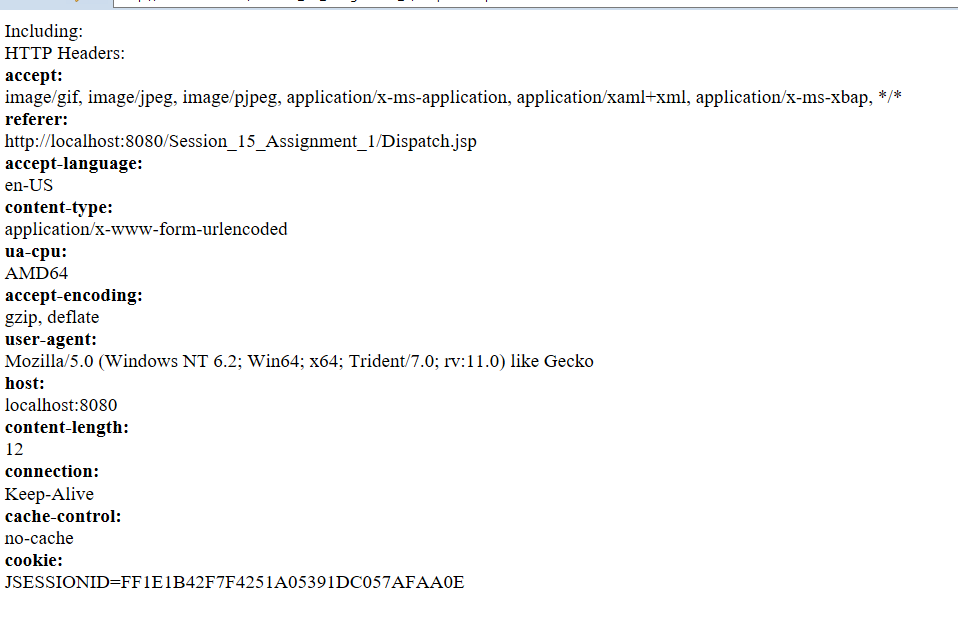 Including:
HTTP Headers:
accept:
image/gif, image/jpeg, image/pjpeg, application/x-ms-application, application/xaml+xml, application/x-ms-xbap, */*
referer:
http://localhost:8080/Session_15_Assignment_1/Dispatch.jsp
accept-language:
en-US
content-type:
application/x-www-form-urlencoded
ua-cpu:
AMD64
accept-encoding:
gzip, deflate
user-agent:
Mozilla/5.0 (Windows NT 6.2; Win64; x64; Trident/7.0; rv:11.0) like Gecko
host:
localhost:8080
content-length:
12
connection:
Keep-Alive
cache-control:
no-cache
cookie:
JSESSIONID=FF1E1B42F7F4251A05391DC057AFAA0E